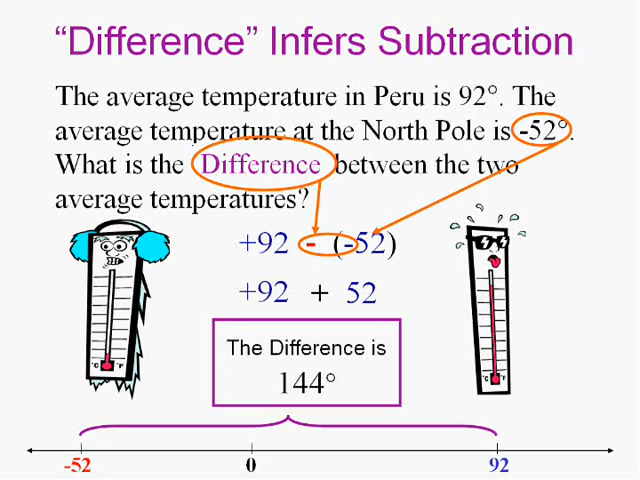 “Difference” Infers Subtraction
The average temperature in Peru is 92°. The
average temperature at the North Pole is -52°.
What is the Difference between the two
average temperatures?
+92 - (-52)
+92 + 52
The Difference is
144°
°C °F
°C °F
-52 0 92